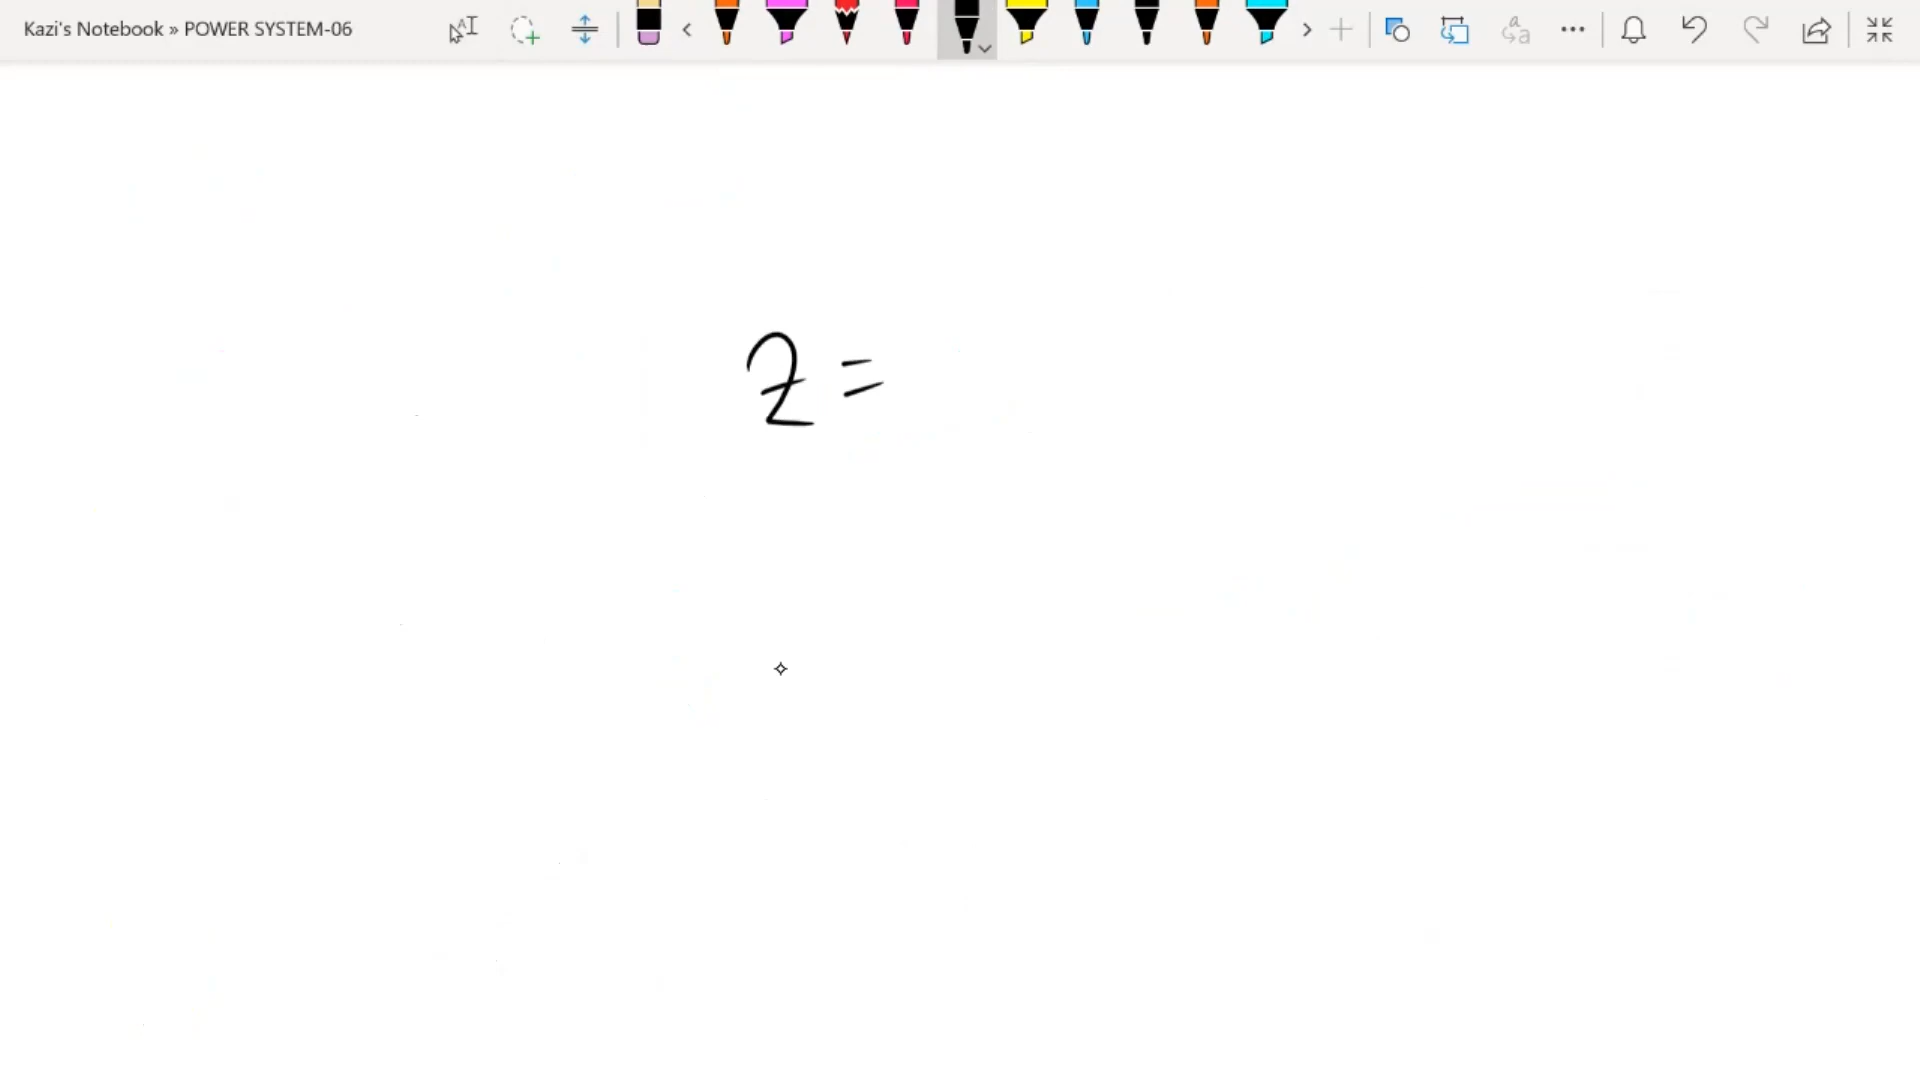 Kazi's Notebook » POWER SYSTEM-06
Z =